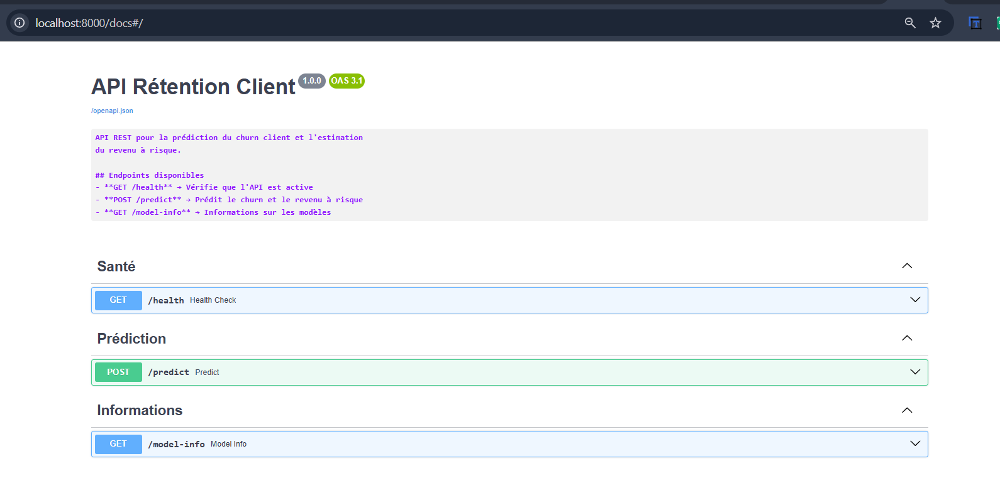 localhost:8000/docs#/
API Rétention Client 1.0.0 OAS 3.1
/openapi.json
API REST pour la prédiction du churn client et l'estimation
du revenu à risque.
## Endpoints disponibles
- **GET /health** → Vérifie que l'API est active
- **POST /predict** → Prédit le churn et le revenu à risque
- **GET /model-info** → Informations sur les modèles
Santé
GET /health Health Check
Prédiction
POST /predict Predict
Informations
GET /model-info Model Info